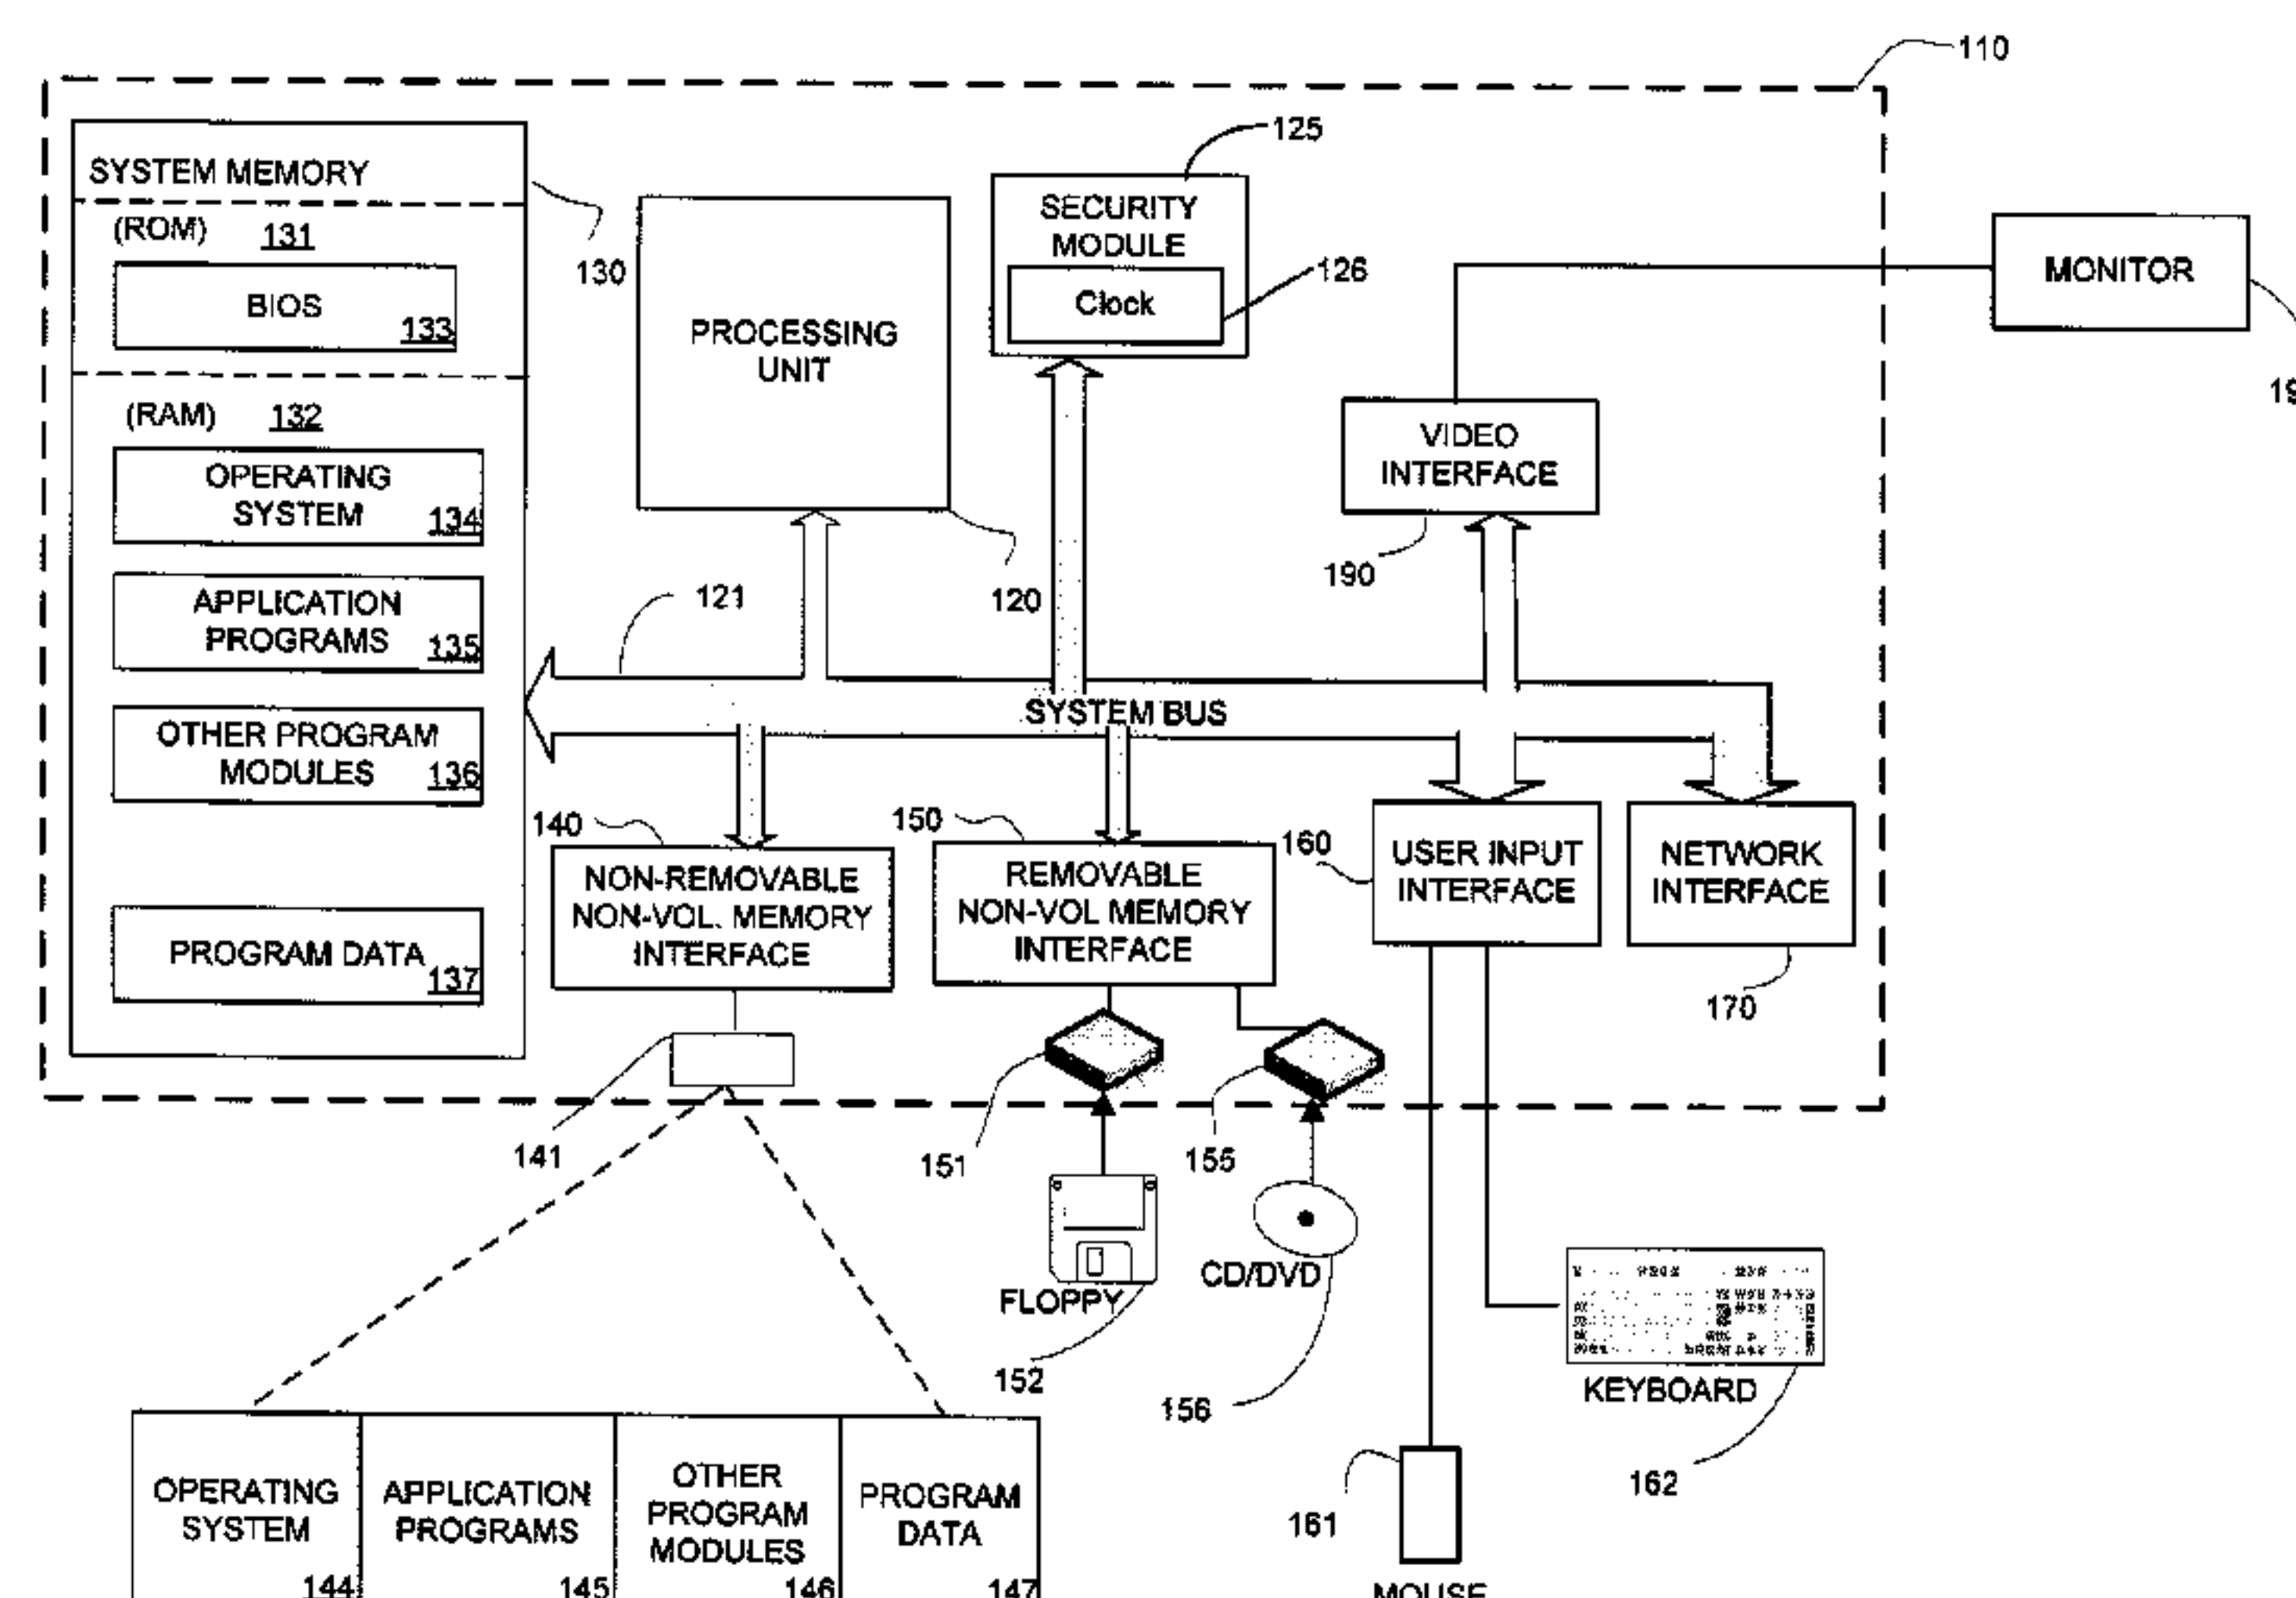 110
125
SYSTEM MEMORY
(ROM) 131
BIOS
133
130
PROCESSING
UNIT
SECURITY
MODULE
Clock
126
MONITOR
(RAM) 132
OPERATING
SYSTEM 134
APPLICATION
PROGRAMS 135
OTHER PROGRAM
MODULES 136
PROGRAM DATA
137
VIDEO
INTERFACE
190
120
121
SYSTEM BUS
140
NON-REMOVABLE
NON-VOL. MEMORY
INTERFACE
150
REMOVABLE
NON-VOL MEMORY
INTERFACE
160
USER INPUT
INTERFACE
NETWORK
INTERFACE
170
141
151
155
FLOPPY
CD/DVD
152
156
KEYBOARD
162
161
MOUSE
OPERATING
SYSTEM
144
APPLICATION
PROGRAMS
145
OTHER
PROGRAM
MODULES
146
PROGRAM
DATA
147